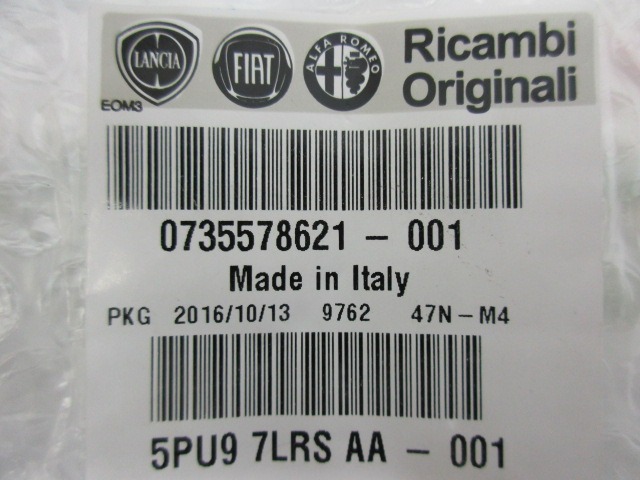 LANCIA FIAT ALFA ROMEO Ricambi
Originali
EOM3
0735578621 - 001
Made in Italy
PKG 2016/10/13 9762 47N-M4
5PU9 7LRS AA - 001